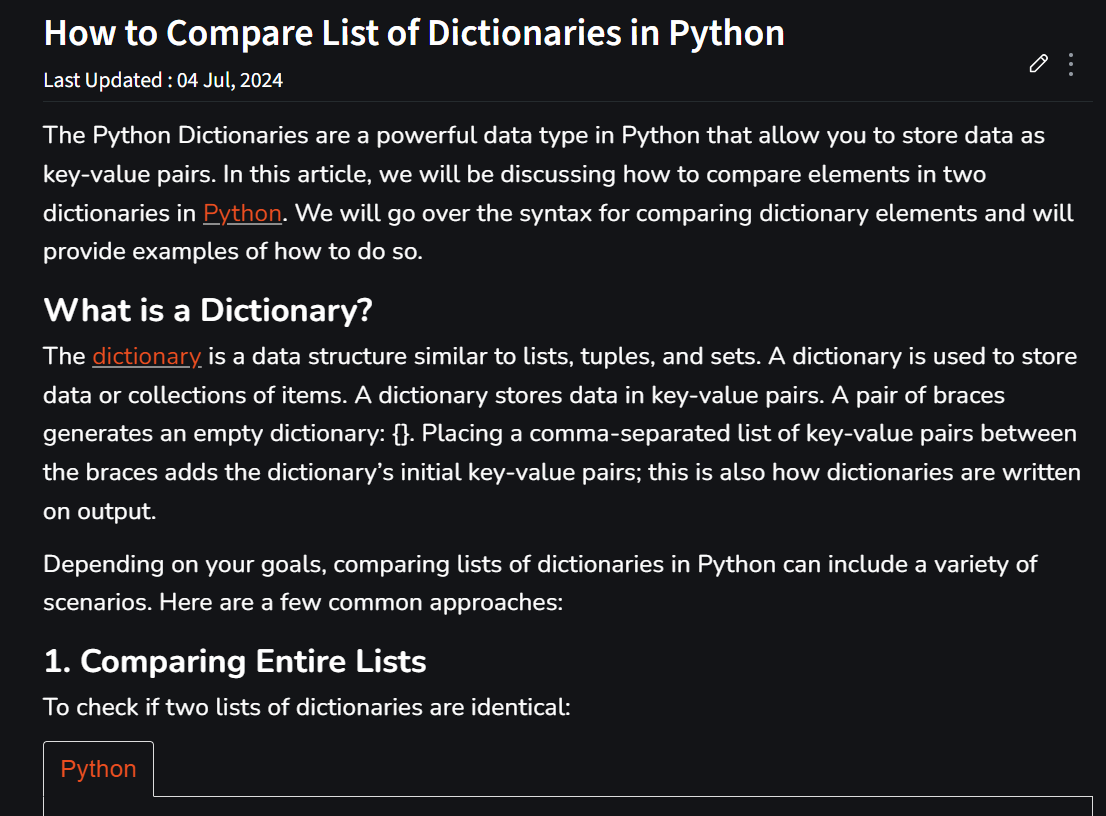 How to Compare List of Dictionaries in Python
Last Updated : 04 Jul, 2024
The Python Dictionaries are a powerful data type in Python that allow you to store data as
key-value pairs. In this article, we will be discussing how to compare elements in two
dictionaries in Python. We will go over the syntax for comparing dictionary elements and will
provide examples of how to do so.
What is a Dictionary?
The dictionary is a data structure similar to lists, tuples, and sets. A dictionary is used to store
data or collections of items. A dictionary stores data in key-value pairs. A pair of braces
generates an empty dictionary: {}. Placing a comma-separated list of key-value pairs between
the braces adds the dictionary’s initial key-value pairs; this is also how dictionaries are written
on output.
Depending on your goals, comparing lists of dictionaries in Python can include a variety of
scenarios. Here are a few common approaches:
1. Comparing Entire Lists
To check if two lists of dictionaries are identical:
Python